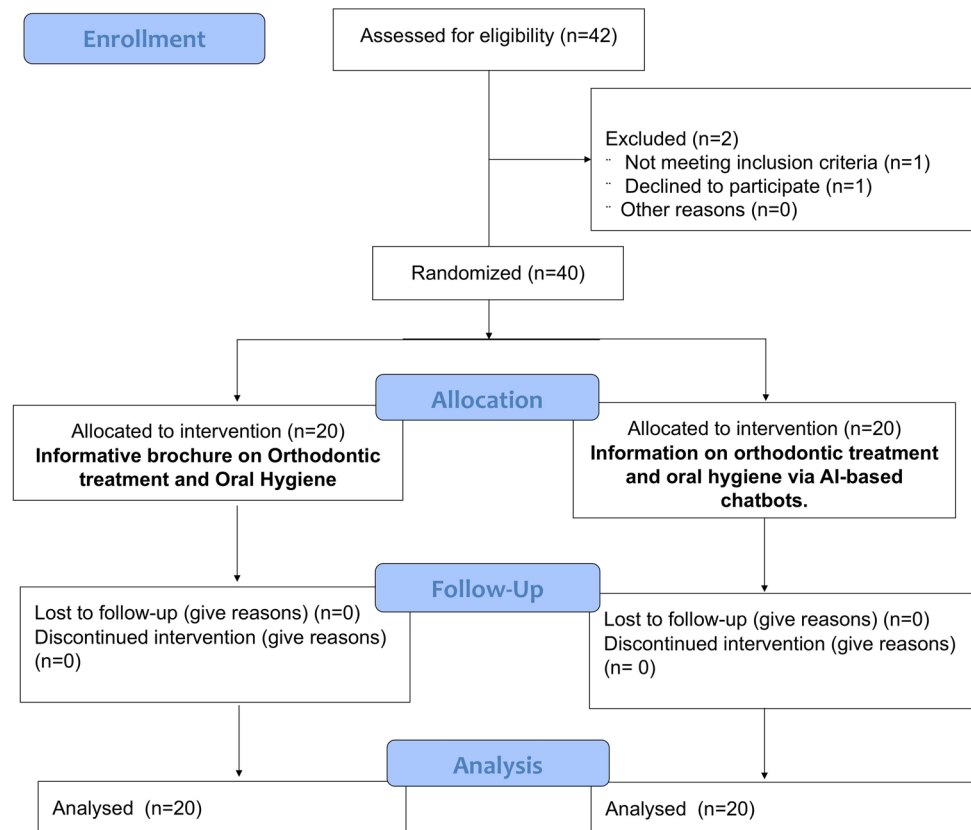 Enrollment
Assessed for eligibility (n=42)
Excluded (n=2)
¨ Not meeting inclusion criteria (n=1)
¨ Declined to participate (n=1)
¨ Other reasons (n=0)
Randomized (n=40)
Allocation
Allocated to intervention (n=20)
Informative brochure on Orthodontic
treatment and Oral Hygiene
Allocated to intervention (n=20)
Information on orthodontic treatment
and oral hygiene via AI-based
chatbots.
Follow-Up
Lost to follow-up (give reasons) (n=0)
Discontinued intervention (give reasons)
(n=0)
Lost to follow-up (give reasons) (n=0)
Discontinued intervention (give reasons)
(n= 0)
Analysis
Analysed (n=20)
Analysed (n=20)